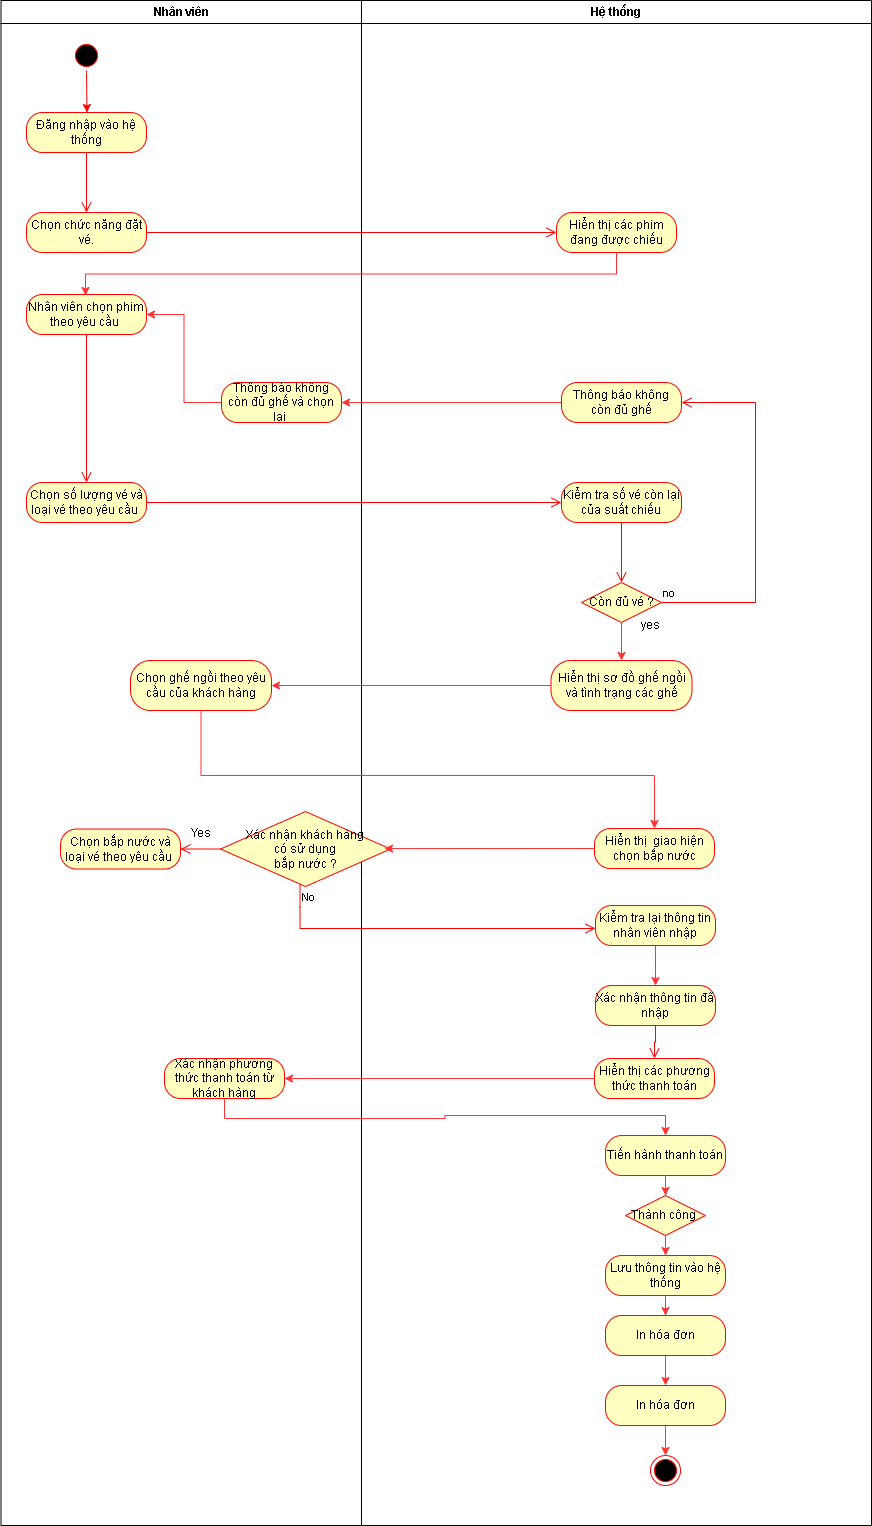 Nhân viên
Hệ thống
Đăng nhập vào hệ
thống
Chọn chức năng đặt
vé.
Hiển thị các phim
đang được chiếu
Nhân viên chọn phim
theo yêu cầu
Thông báo không
còn đủ ghế và chọn
lại
Thông báo không
còn đủ ghế
Chọn số lượng vé và
loại vé theo yêu cầu
Kiểm tra số vé còn lại
của suất chiếu
Còn đủ vé ?
no
yes
Chọn ghế ngồi theo yêu
cầu của khách hàng
Hiển thị sơ đồ ghế ngồi
và tình trạng các ghế
Chọn bắp nước và
loại vé theo yêu cầu
Yes
Xác nhận khách hàng
có sử dụng
bắp nước ?
Hiển thị giao hiện
chọn bắp nước
No
Kiểm tra lại thông tin
nhân viên nhập
Xác nhận thông tin đã
nhập
Xác nhận phương
thức thanh toán từ
khách hàng
Hiển thị các phương
thức thanh toán
Tiến hành thanh toán
Thành công
Lưu thông tin vào hệ
thống
In hóa đơn
In hóa đơn